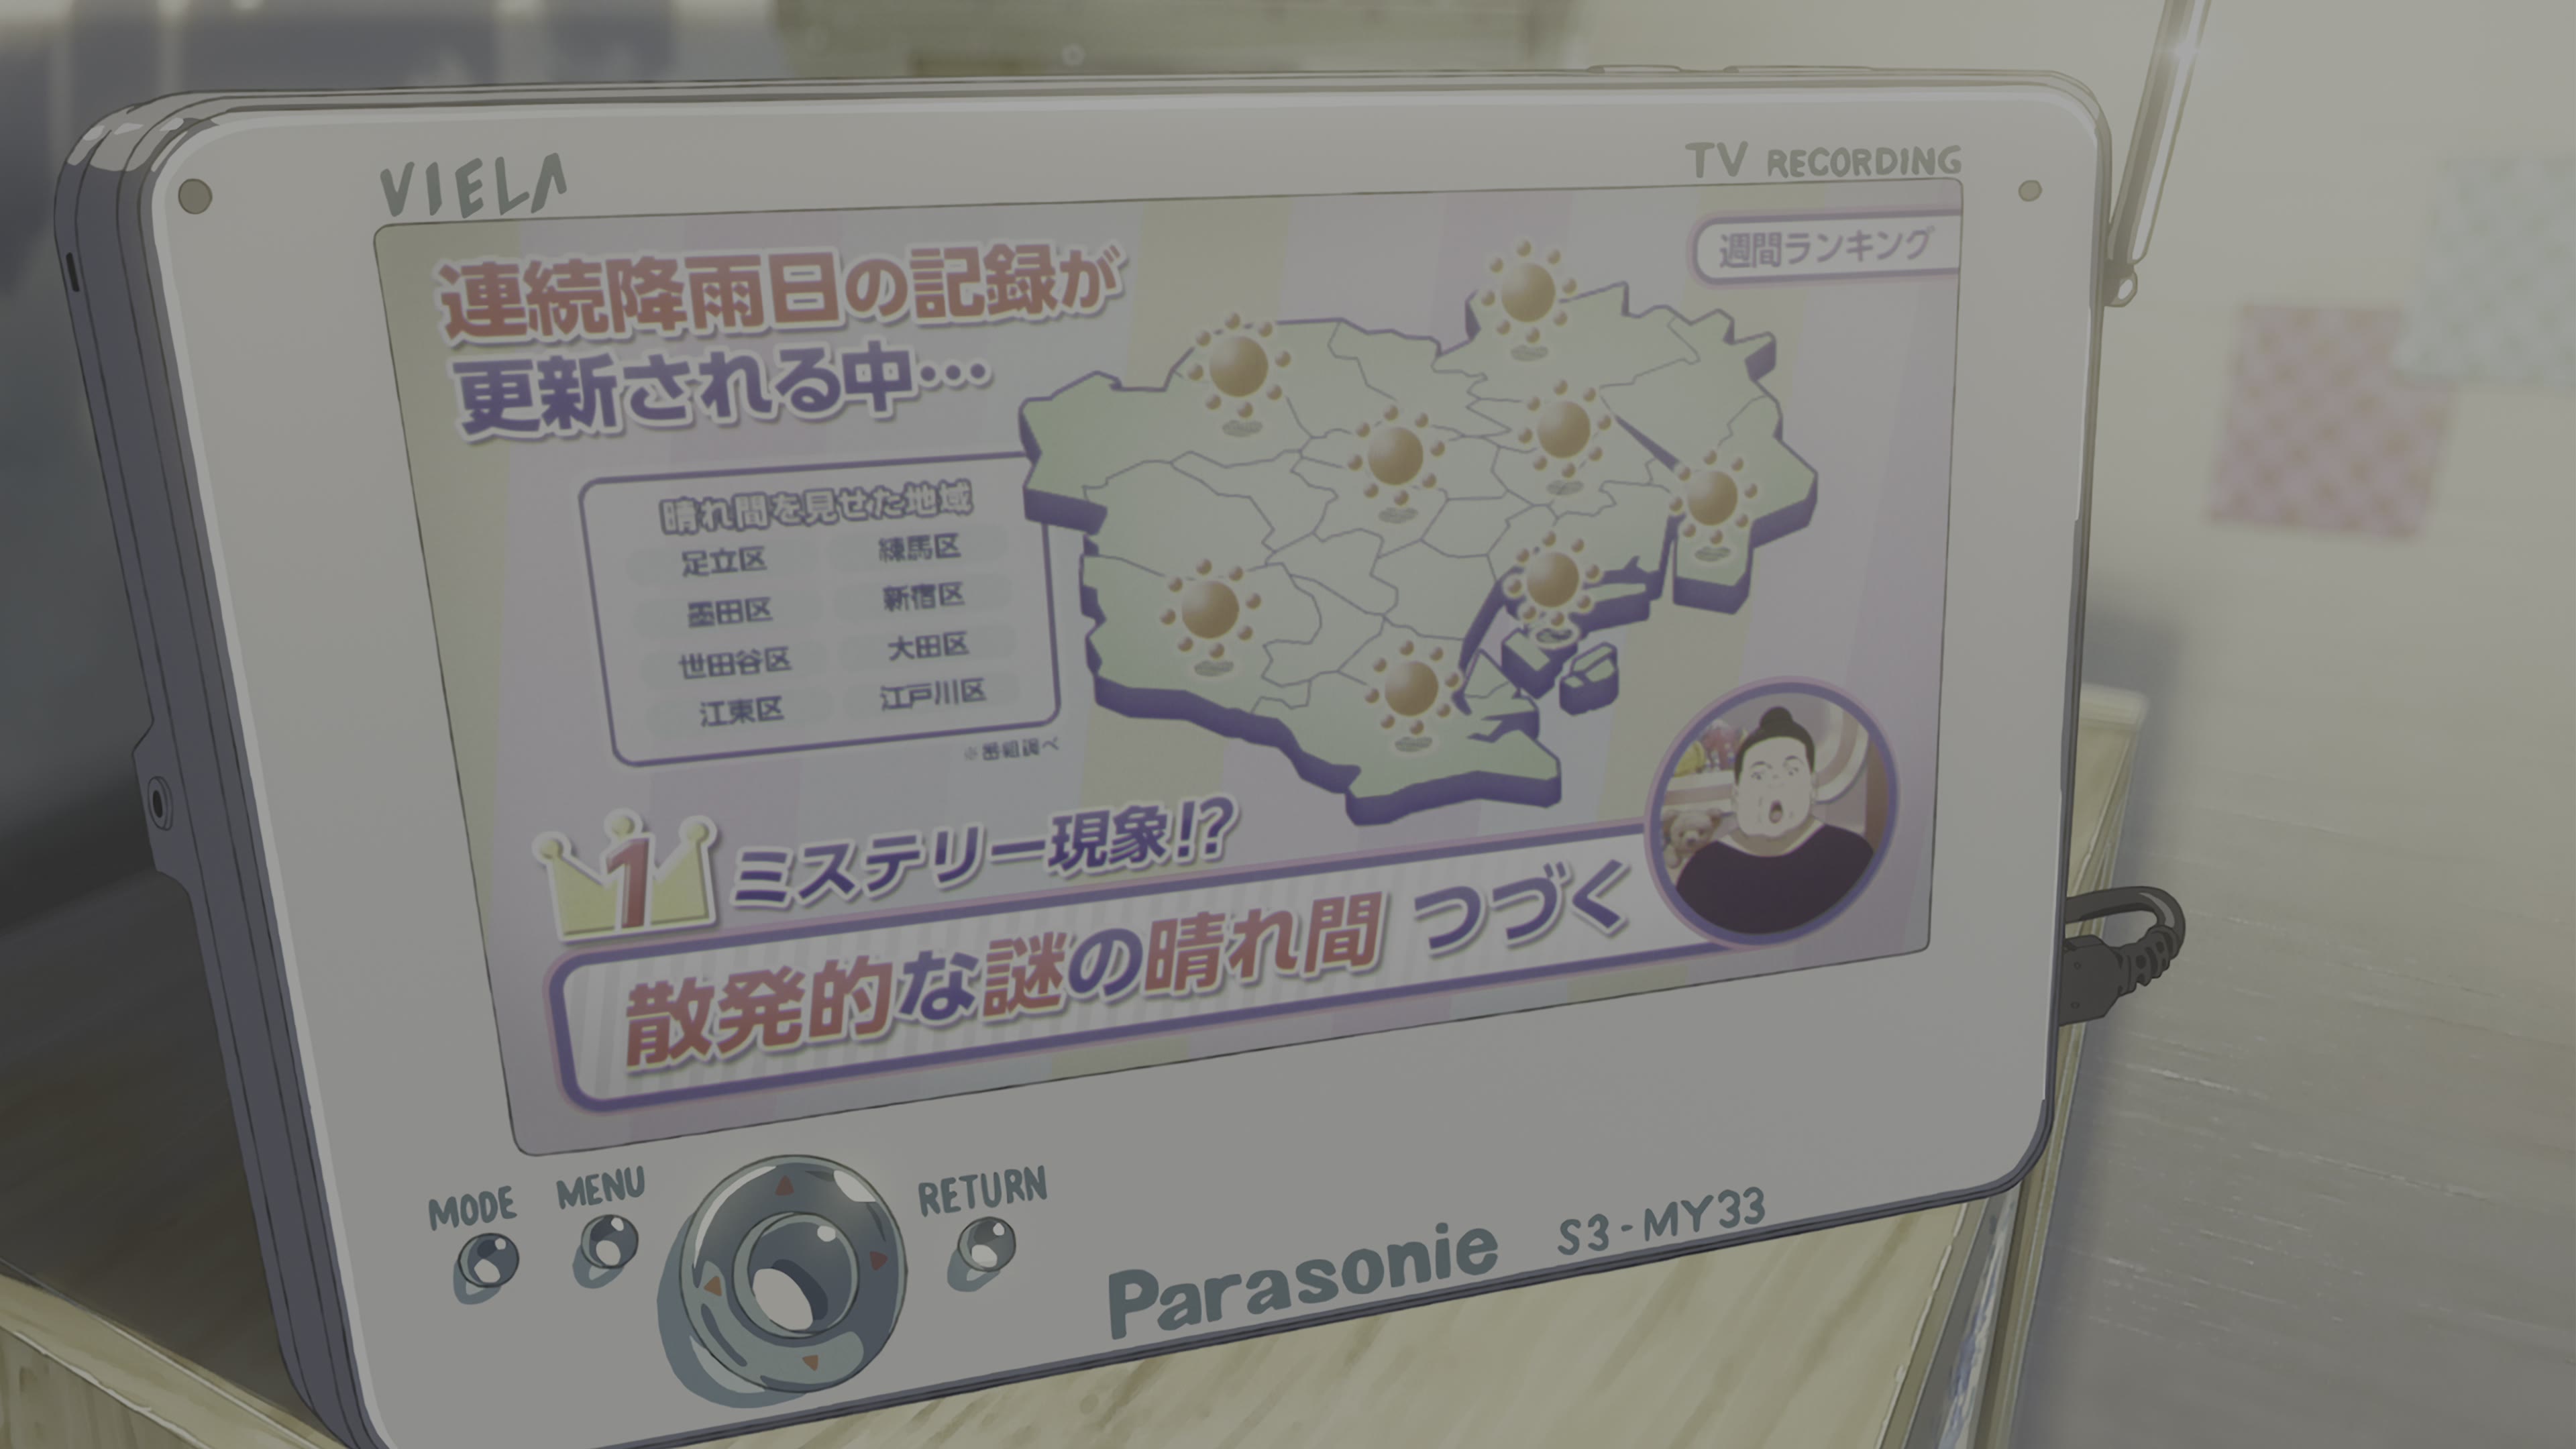 VIELA
TV RECORDING
週間ランキング
連続降雨日の記録が
更新される中…
晴れ間を見せた地域
足立区 練馬区
墨田区 新宿区
世田谷区 大田区
江東区 江戸川区
※番組調べ
1 ミステリー現象!?
散発的な謎の晴れ間 つづく
MODE MENU RETURN
Parasonie S3-MY33